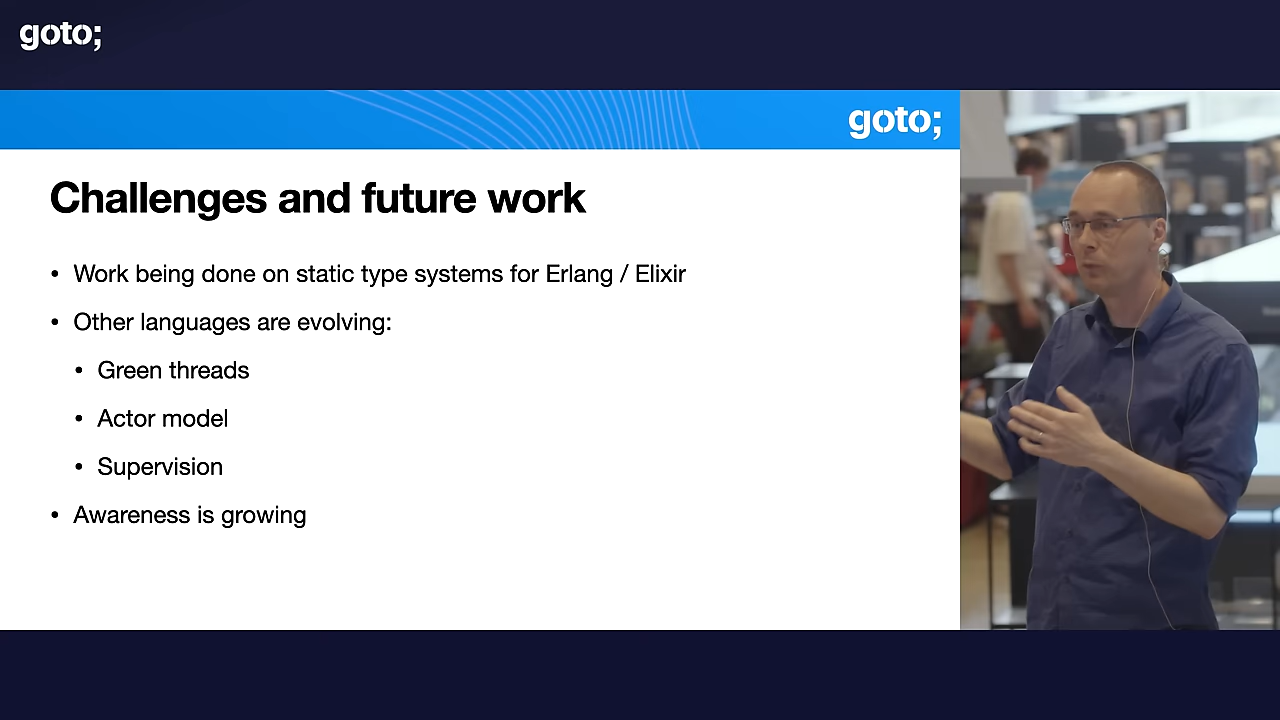 goto;
goto;
Challenges and future work
• Work being done on static type systems for Erlang / Elixir
• Other languages are evolving:
• Green threads
• Actor model
• Supervision
• Awareness is growing